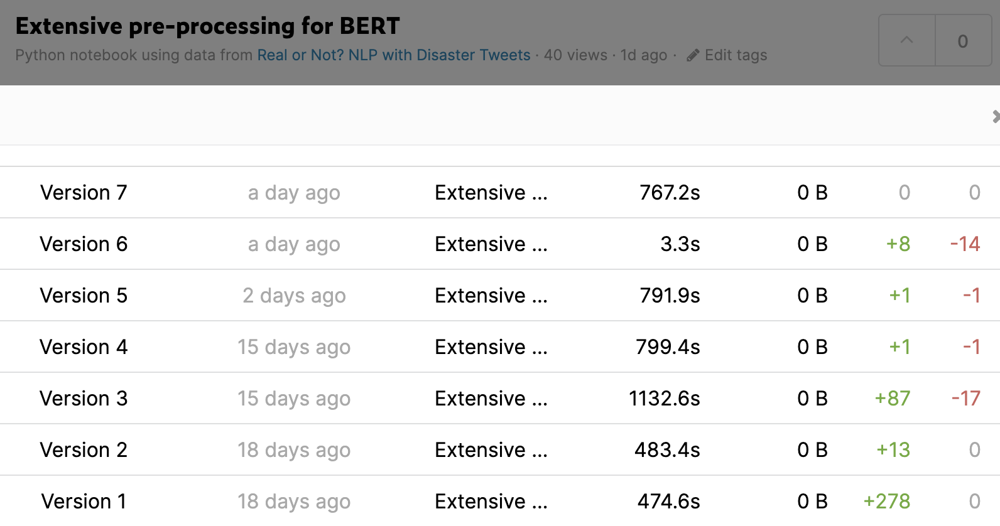 Extensive pre-processing for BERT
Python notebook using data from Real or Not? NLP with Disaster Tweets · 40 views · 1d ago · Edit tags
0
Version 7 a day ago Extensive ... 767.2s 0 B 0 0
Version 6 a day ago Extensive ... 3.3s 0 B +8 -14
Version 5 2 days ago Extensive ... 791.9s 0 B +1 -1
Version 4 15 days ago Extensive ... 799.4s 0 B +1 -1
Version 3 15 days ago Extensive ... 1132.6s 0 B +87 -17
Version 2 18 days ago Extensive ... 483.4s 0 B +13 0
Version 1 18 days ago Extensive ... 474.6s 0 B +278 0